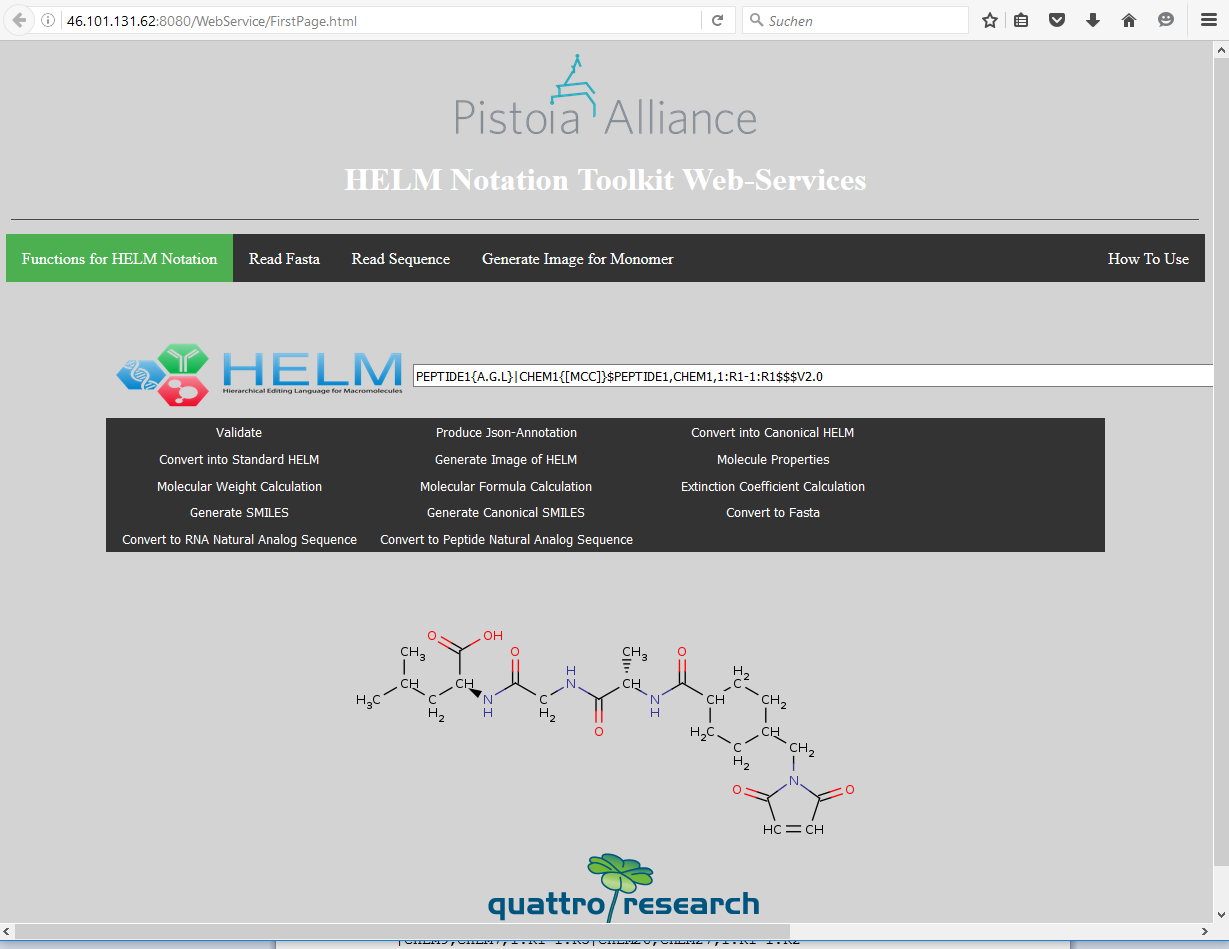 46.101.131.62:8080/WebService/FirstPage.html
Suchen
Pistoia Alliance
HELM Notation Toolkit Web-Services
Functions for HELM Notation Read Fasta Read Sequence Generate Image for Monomer How To Use
HELM
Hierarchical Editing Language for Macromolecules
PEPTIDE1{A.G.L}|CHEM1{[MCC]}$PEPTIDE1,CHEM1,1:R1-1:R1$$$V2.0
Validate Produce Json-Annotation Convert into Canonical HELM
Convert into Standard HELM Generate Image of HELM Molecule Properties
Molecular Weight Calculation Molecular Formula Calculation Extinction Coefficient Calculation
Generate SMILES Generate Canonical SMILES Convert to Fasta
Convert to RNA Natural Analog Sequence Convert to Peptide Natural Analog Sequence
O OH
CH3 O CH3 O
H H2
CH CH N CH CH C
H3C C N C N CH2
H2 H H2 H H2C CH
O C CH2
H2
N
O O
HC CH
quattro research